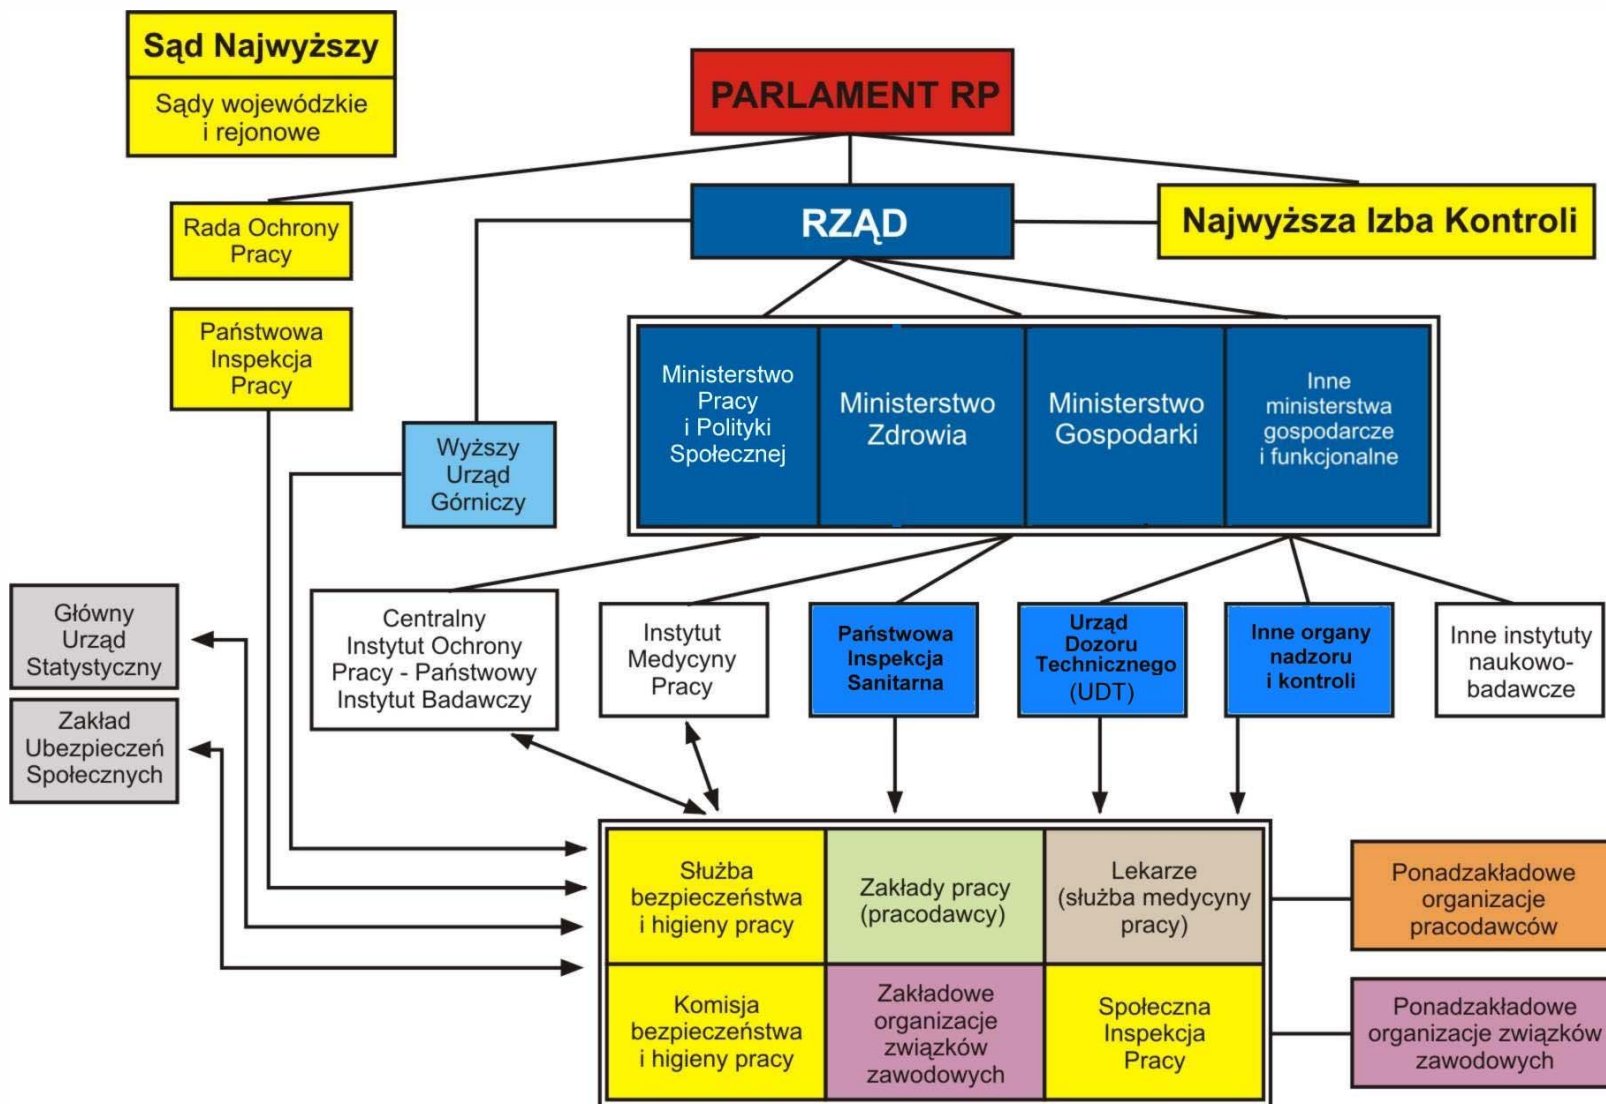 Sąd Najwyższy
Sądy wojewódzkie
i rejonowe
PARLAMENT RP
Rada Ochrony
Pracy
RZĄD
Najwyższa Izba Kontroli
Państwowa
Inspekcja
Pracy
Ministerstwo
Pracy
i Polityki
Społecznej
Ministerstwo
Zdrowia
Ministerstwo
Gospodarki
Inne
ministerstwa
gospodarcze
i funkcjonalne
Wyższy
Urząd
Górniczy
Główny
Urząd
Statystyczny
Zakład
Ubezpieczeń
Społecznych
Centralny
Instytut Ochrony
Pracy - Państwowy
Instytut Badawczy
Instytut
Medycyny
Pracy
Państwowa
Inspekcja
Sanitarna
Urząd
Dozoru
Technicznego
(UDT)
Inne organy
nadzoru
i kontroli
Inne instytuty
naukowo-
badawcze
Służba
bezpieczeństwa
i higieny pracy
Zakłady pracy
(pracodawcy)
Lekarze
(służba medycyny
pracy)
Ponadzakładowe
organizacje
pracodawców
Komisja
bezpieczeństwa
i higieny pracy
Zakładowe
organizacje
związków
zawodowych
Społeczna
Inspekcja
Pracy
Ponadzakładowe
organizacje związków
zawodowych